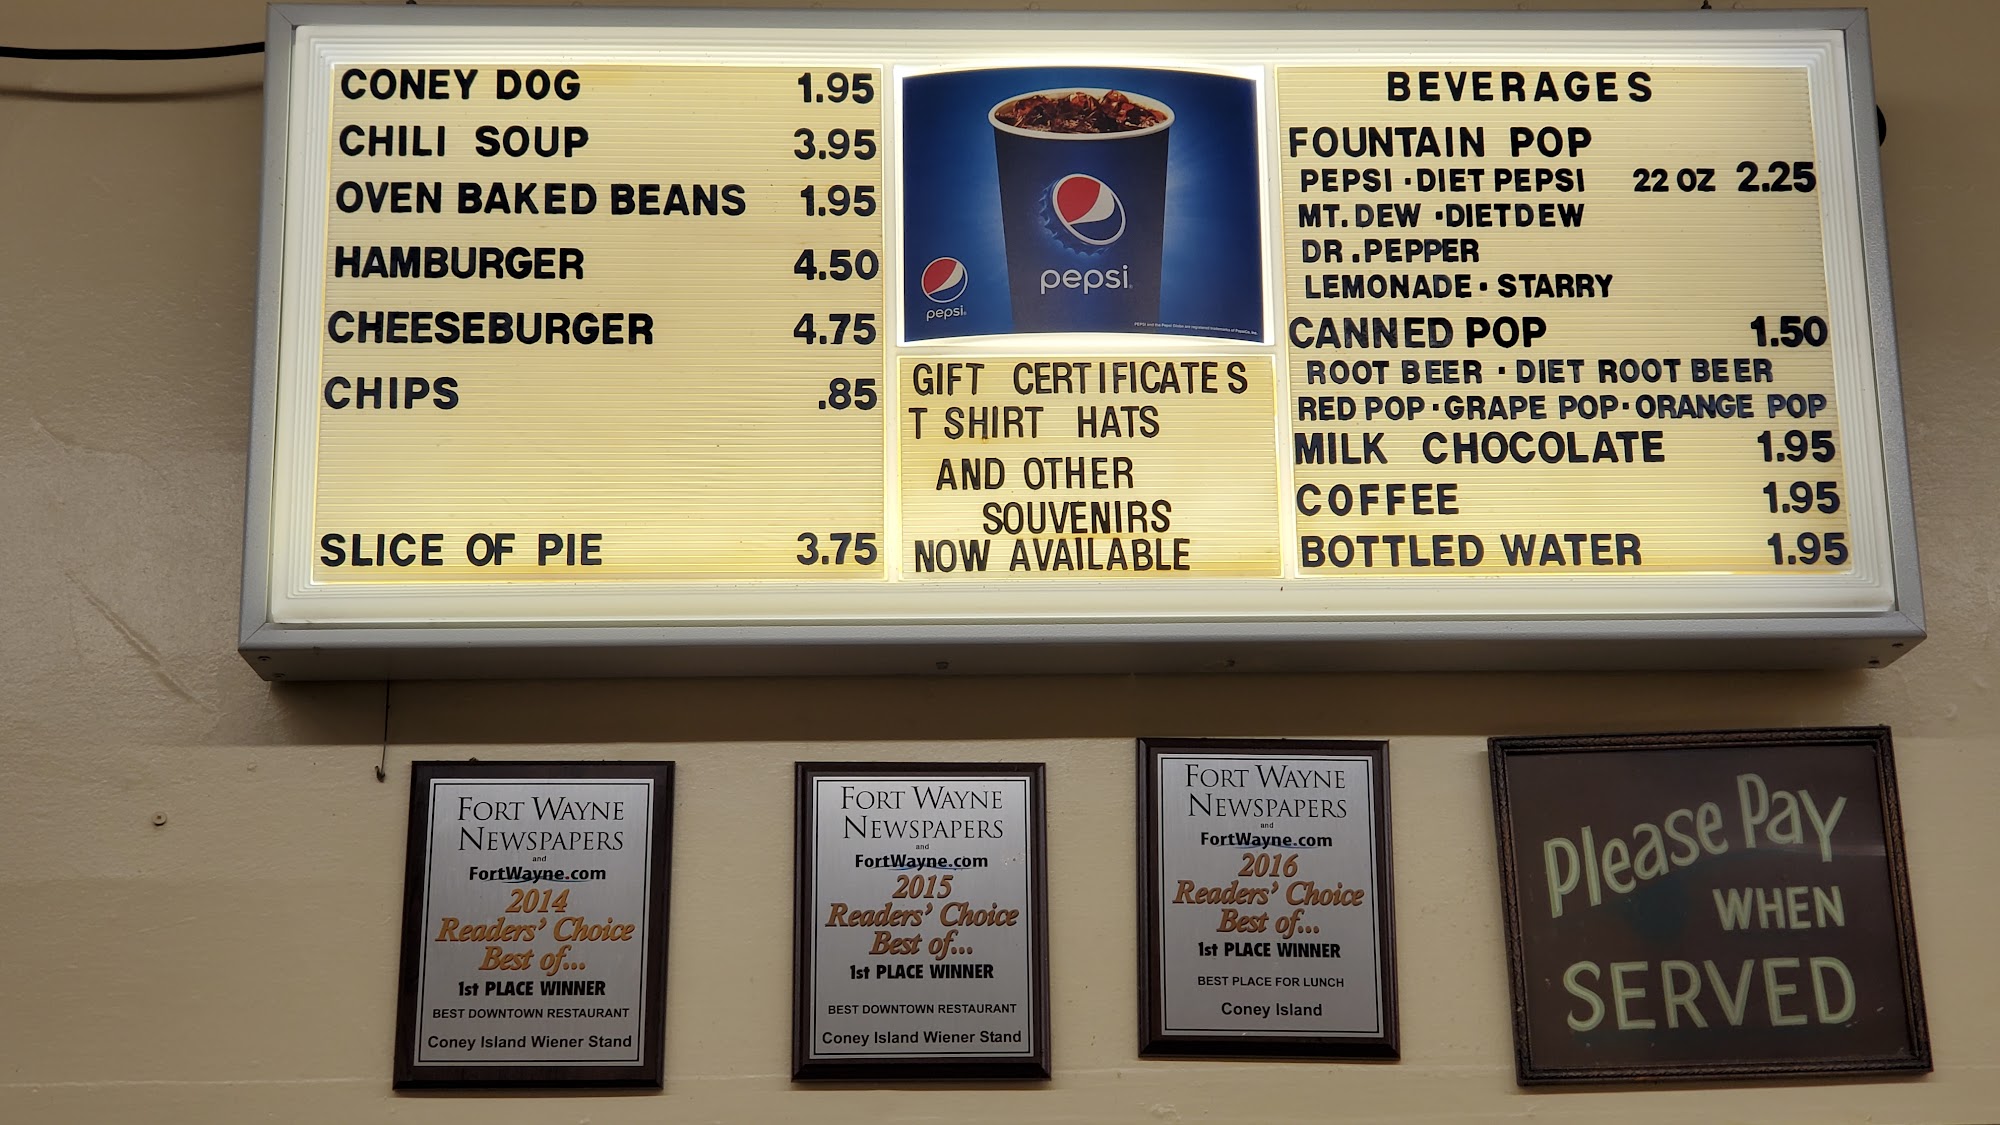 CONEY DOG 1.95
CHILI SOUP 3.95
OVEN BAKED BEANS 1.95
HAMBURGER 4.50
CHEESEBURGER 4.75
CHIPS .85
SLICE OF PIE 3.75
pepsi
pepsi
GIFT CERTIFICATES
T SHIRT HATS
AND OTHER
SOUVENIRS
NOW AVAILABLE
BEVERAGES
FOUNTAIN POP
PEPSI · DIET PEPSI 22 OZ 2.25
MT. DEW · DIET DEW
DR. PEPPER
LEMONADE · STARRY
CANNED POP 1.50
ROOT BEER · DIET ROOT BEER
RED POP · GRAPE POP · ORANGE POP
MILK CHOCOLATE 1.95
COFFEE 1.95
BOTTLED WATER 1.95
FORT WAYNE
NEWSPAPERS
and
FortWayne.com
2014
Readers' Choice
Best of...
1st PLACE WINNER
BEST DOWNTOWN RESTAURANT
Coney Island Wiener Stand
FORT WAYNE
NEWSPAPERS
and
FortWayne.com
2015
Readers' Choice
Best of...
1st PLACE WINNER
BEST DOWNTOWN RESTAURANT
Coney Island Wiener Stand
FORT WAYNE
NEWSPAPERS
and
FortWayne.com
2016
Readers' Choice
Best of...
1st PLACE WINNER
BEST PLACE FOR LUNCH
Coney Island
Please Pay
WHEN
SERVED